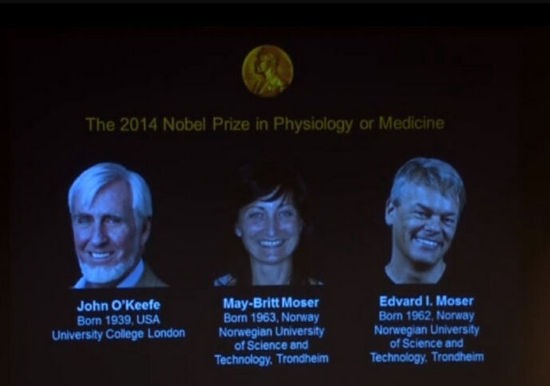 The 2014 Nobel Prize in Physiology or Medicine
John O'Keefe
Born 1939, USA
University College London
May-Britt Moser
Born 1963, Norway
Norwegian University
of Science and
Technology, Trondheim
Edvard I. Moser
Born 1962, Norway
Norwegian University
of Science and
Technology, Trondheim